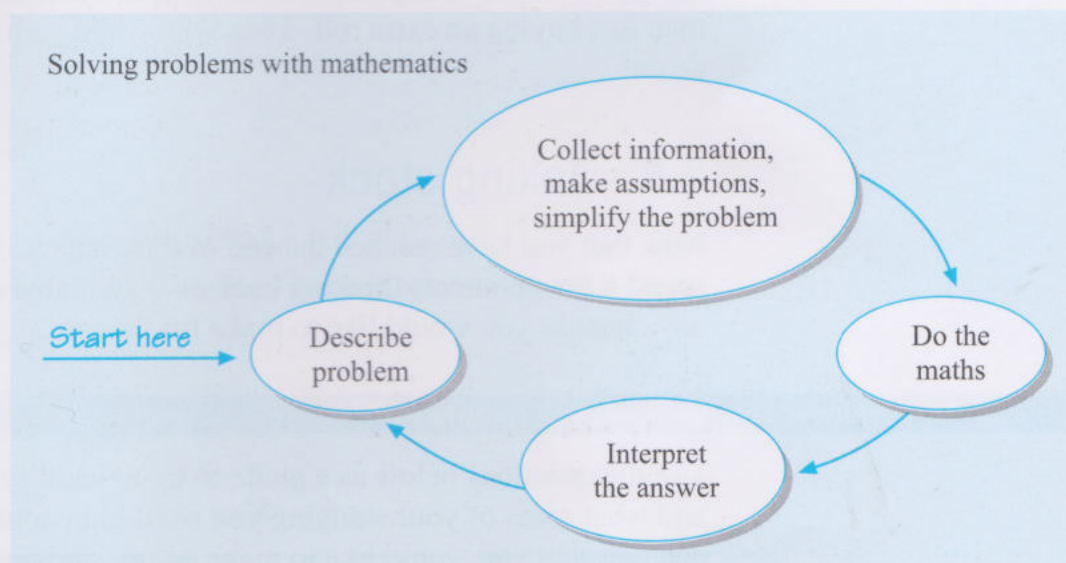 Solving problems with mathematics
Collect information,
make assumptions,
simplify the problem
Start here
Describe
problem
Do the
maths
Interpret
the answer